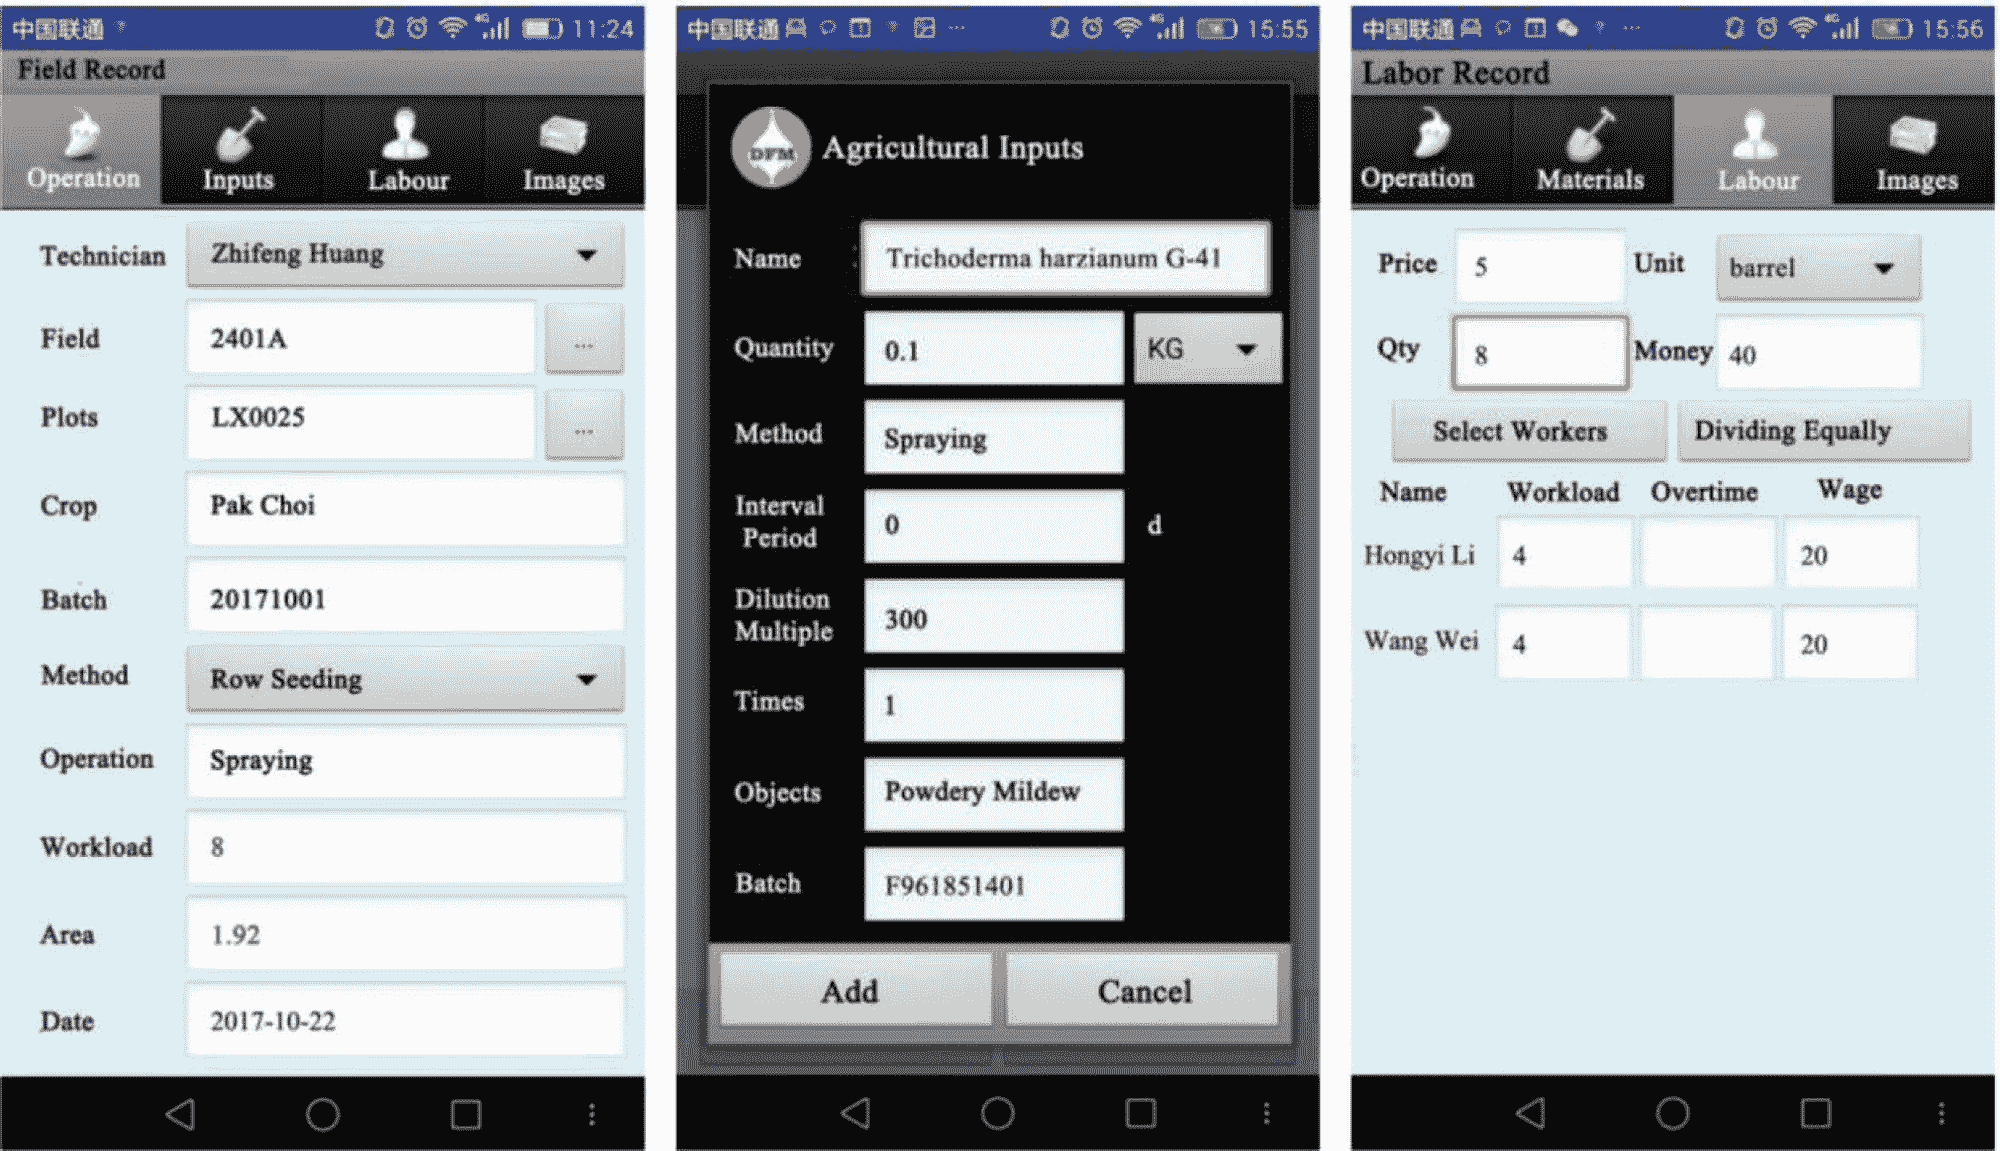 中国联通 4G 11:24
Field Record
Operation Inputs Labour Images
Technician Zhifeng Huang
Field 2401A ...
Plots LX0025 ...
Crop Pak Choi
Batch 20171001
Method Row Seeding
Operation Spraying
Workload 8
Area 1.92
Date 2017-10-22
中国联通 ... 4G 15:55
DFM Agricultural Inputs
Name Trichoderma harzianum G-41
Quantity 0.1 KG
Method Spraying
Interval Period 0 d
Dilution Multiple 300
Times 1
Objects Powdery Mildew
Batch F961851401
Add Cancel
中国联通 ... 4G 15:56
Labor Record
Operation Materials Labour Images
Price 5 Unit barrel
Qty 8 Money 40
Select Workers Dividing Equally
Name Workload Overtime Wage
Hongyi Li 4 20
Wang Wei 4 20